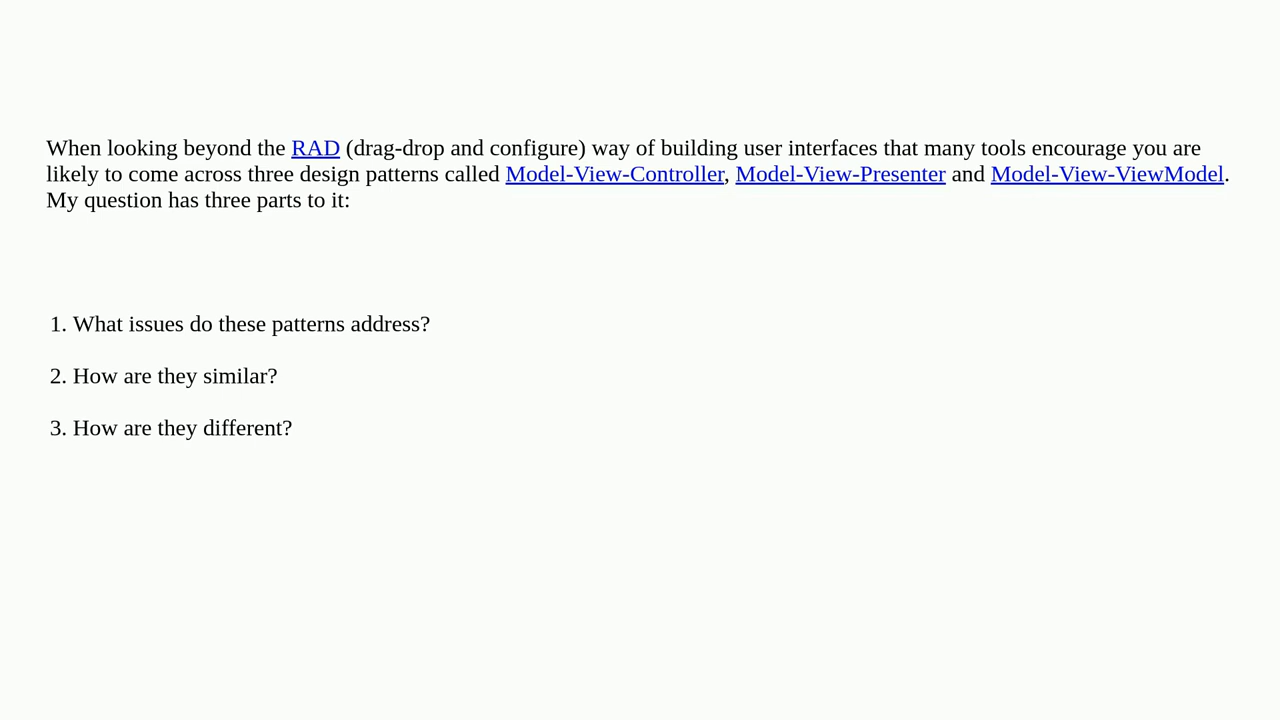 When looking beyond the RAD (drag-drop and configure) way of building user interfaces that many tools encourage you are
likely to come across three design patterns called Model-View-Controller, Model-View-Presenter and Model-View-ViewModel.
My question has three parts to it:
1. What issues do these patterns address?
2. How are they similar?
3. How are they different?